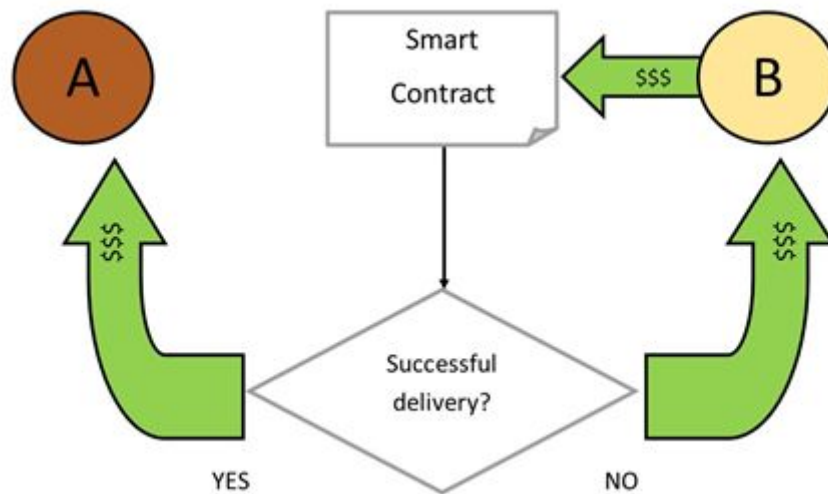 A
Smart
Contract
$$$
B
$$$
$$$
Successful
delivery?
YES
NO